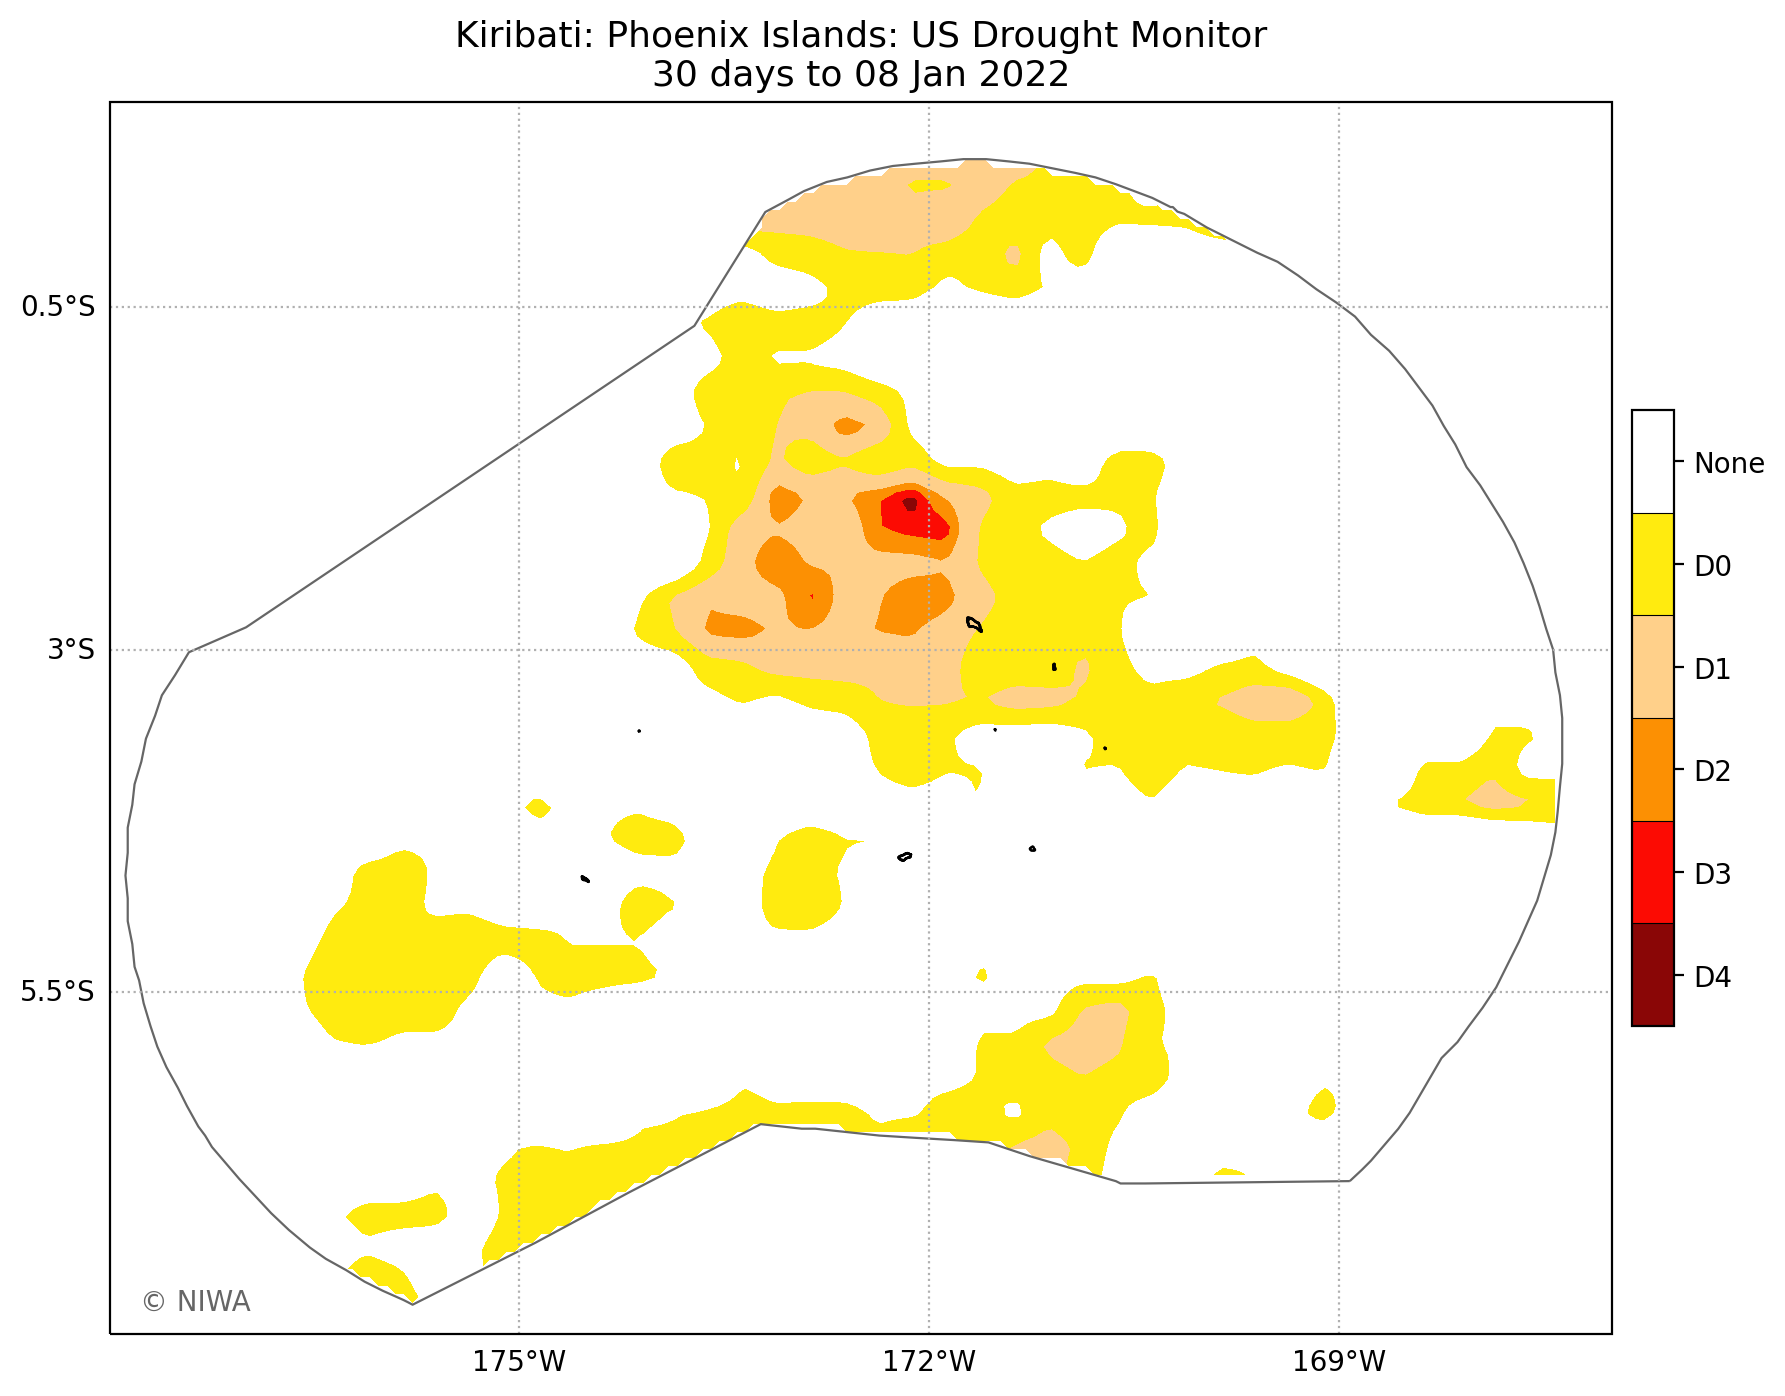 Kiribati: Phoenix Islands: US Drought Monitor
30 days to 08 Jan 2022
0.5°S
3°S
5.5°S
175°W
172°W
169°W
None
D0
D1
D2
D3
D4
© NIWA